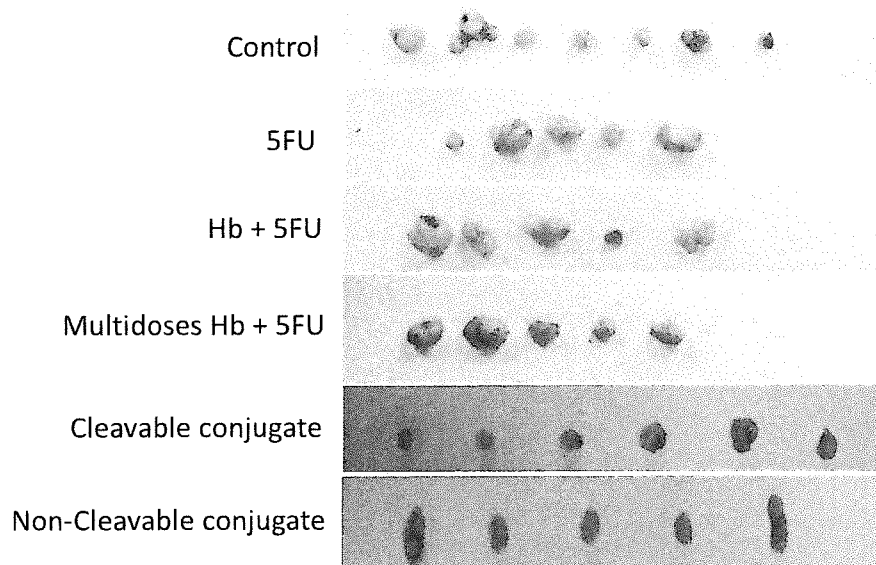 Control
5FU
Hb + 5FU
Multidoses Hb + 5FU
Cleavable conjugate
Non-Cleavable conjugate